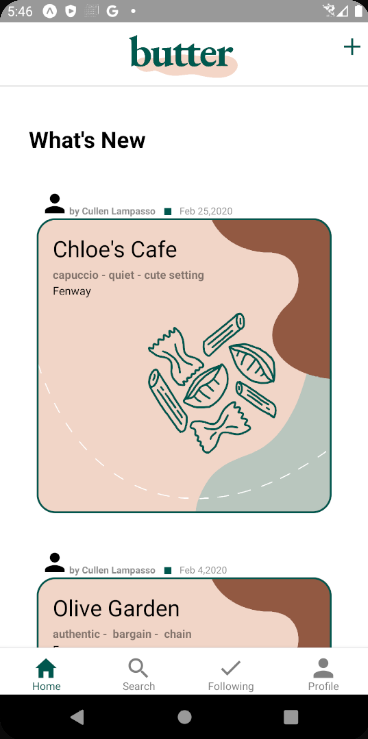 5:46
butter
What's New
by Cullen Lampasso Feb 25,2020
Chloe's Cafe
capuccio - quiet - cute setting
Fenway
by Cullen Lampasso Feb 4,2020
Olive Garden
authentic - bargain - chain
Home Search Following Profile